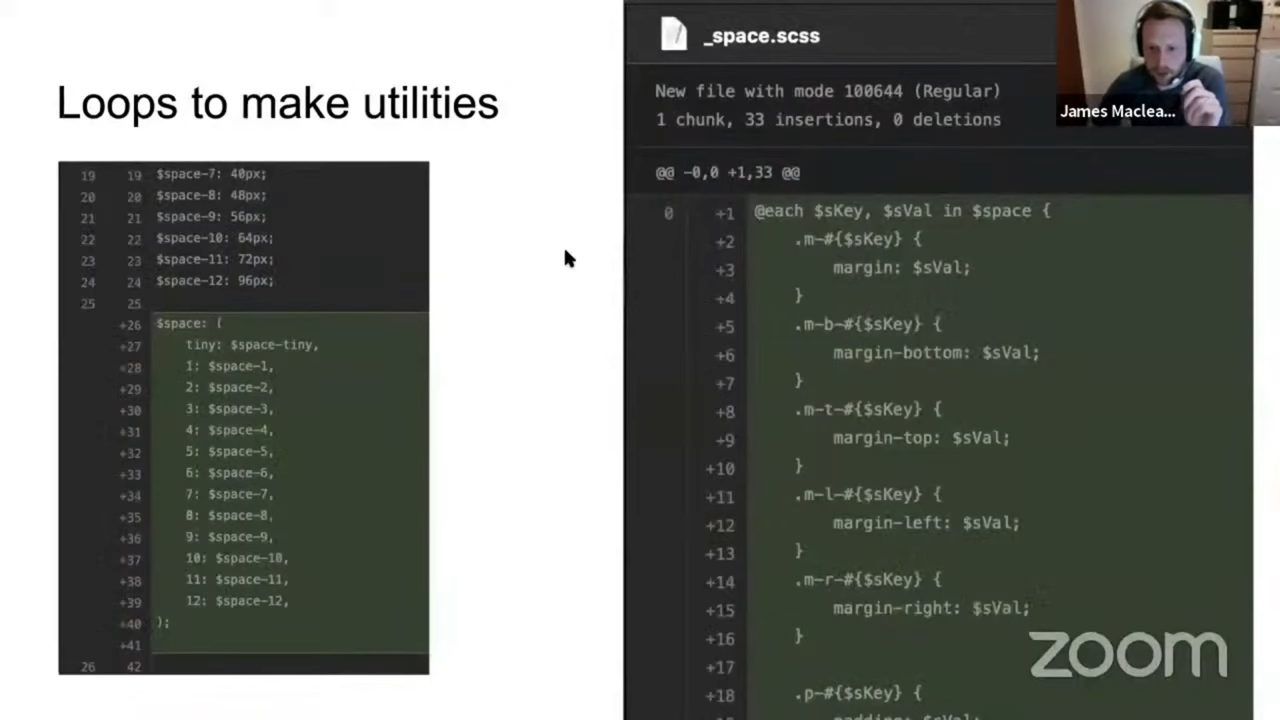 Loops to make utilities
19 19 $space-7: 40px;
20 20 $space-8: 48px;
21 21 $space-9: 56px;
22 22 $space-10: 64px;
23 23 $space-11: 72px;
24 24 $space-12: 96px;
25 25
+26 $space: (
+27 tiny: $space-tiny,
+28 1: $space-1,
+29 2: $space-2,
+30 3: $space-3,
+31 4: $space-4,
+32 5: $space-5,
+33 6: $space-6,
+34 7: $space-7,
+35 8: $space-8,
+36 9: $space-9,
+37 10: $space-10,
+38 11: $space-11,
+39 12: $space-12,
+40 );
+41
26 42
_space.scss
New file with mode 100644 (Regular)
1 chunk, 33 insertions, 0 deletions
@@ -0,0 +1,33 @@
0 +1 @each $sKey, $sVal in $space {
+2 .m-#{$sKey} {
+3 margin: $sVal;
+4 }
+5 .m-b-#{$sKey} {
+6 margin-bottom: $sVal;
+7 }
+8 .m-t-#{$sKey} {
+9 margin-top: $sVal;
+10 }
+11 .m-l-#{$sKey} {
+12 margin-left: $sVal;
+13 }
+14 .m-r-#{$sKey} {
+15 margin-right: $sVal;
+16 }
+17
+18 .p-#{$sKey} {
James Maclea...
zoom